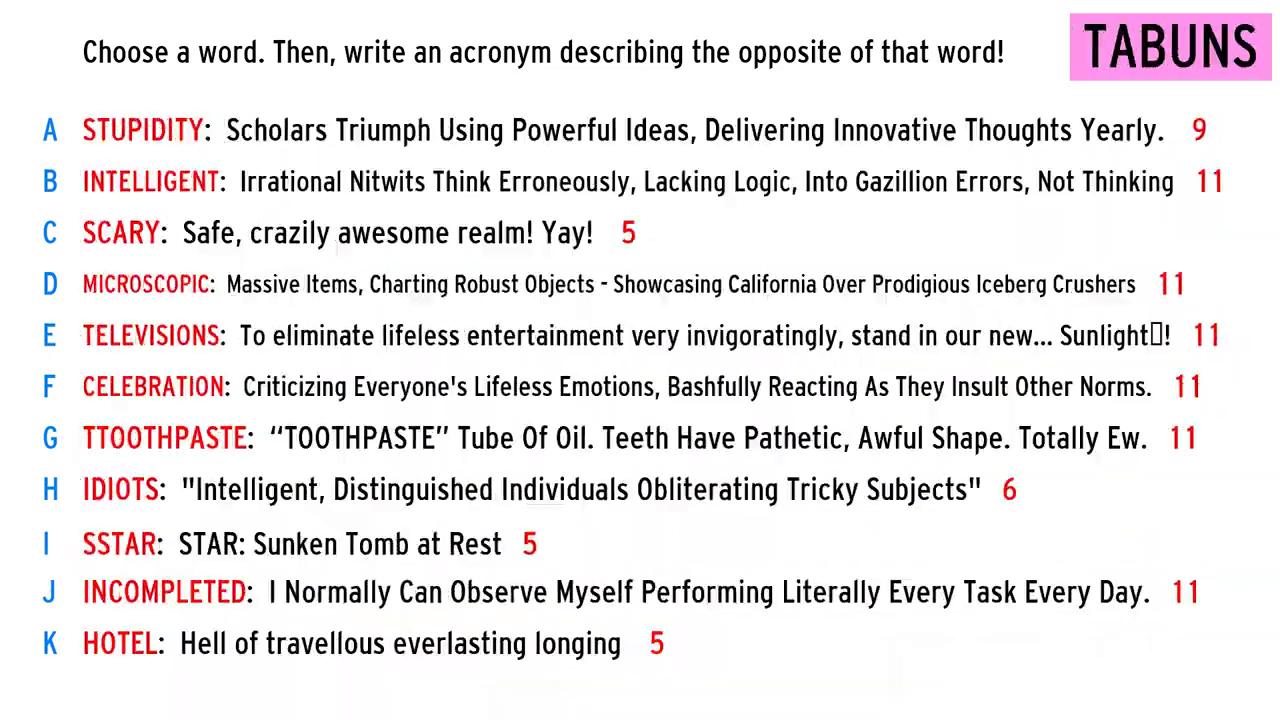 Choose a word. Then, write an acronym describing the opposite of that word!
TABUNS
A STUPIDITY: Scholars Triumph Using Powerful Ideas, Delivering Innovative Thoughts Yearly. 9
B INTELLIGENT: Irrational Nitwits Think Erroneously, Lacking Logic, Into Gazillion Errors, Not Thinking 11
C SCARY: Safe, crazily awesome realm! Yay! 5
D MICROSCOPIC: Massive Items, Charting Robust Objects - Showcasing California Over Prodigious Iceberg Crushers 11
E TELEVISIONS: To eliminate lifeless entertainment very invigoratingly, stand in our new... Sunlight▯! 11
F CELEBRATION: Criticizing Everyone's Lifeless Emotions, Bashfully Reacting As They Insult Other Norms. 11
G TTOOTHPASTE: “TOOTHPASTE” Tube Of Oil. Teeth Have Pathetic, Awful Shape. Totally Ew. 11
H IDIOTS: "Intelligent, Distinguished Individuals Obliterating Tricky Subjects" 6
I SSTAR: STAR: Sunken Tomb at Rest 5
J INCOMPLETED: I Normally Can Observe Myself Performing Literally Every Task Every Day. 11
K HOTEL: Hell of travellous everlasting longing 5